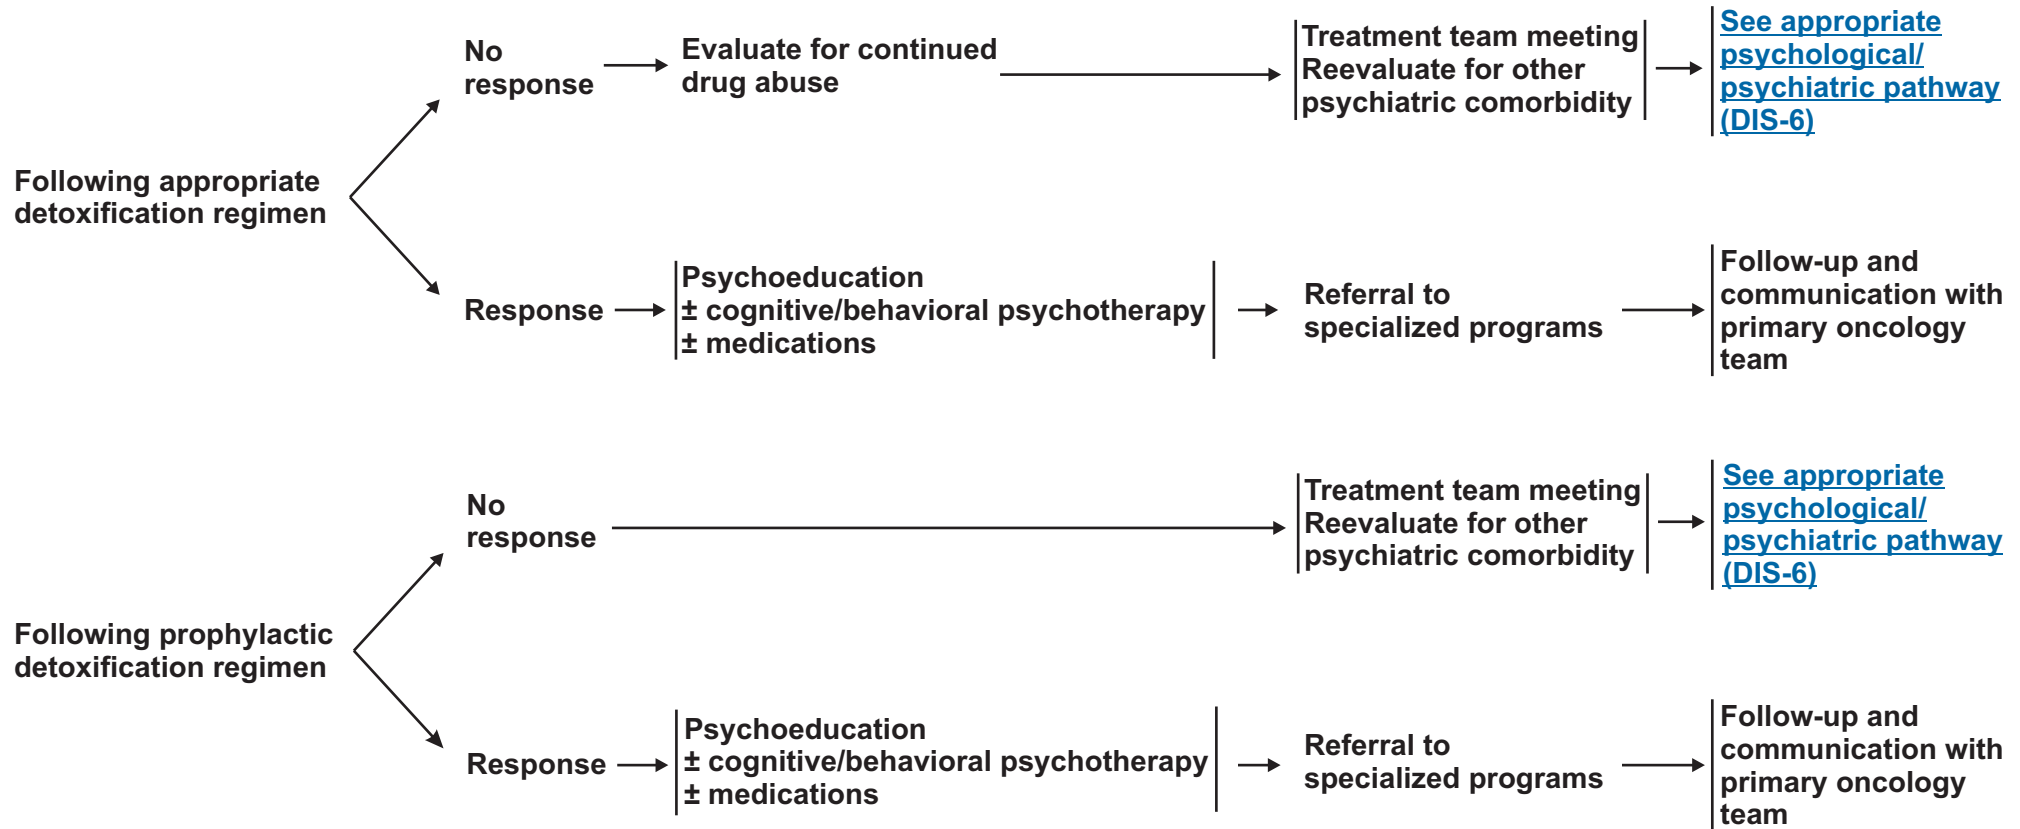 Following appropriate
detoxification regimen
No
response
Evaluate for continued
drug abuse
Treatment team meeting
Reevaluate for other
psychiatric comorbidity
See appropriate
psychological/
psychiatric pathway
(DIS-6)
Response
Psychoeducation
± cognitive/behavioral psychotherapy
± medications
Referral to
specialized programs
Follow-up and
communication with
primary oncology
team
Following prophylactic
detoxification regimen
No
response
Treatment team meeting
Reevaluate for other
psychiatric comorbidity
See appropriate
psychological/
psychiatric pathway
(DIS-6)
Response
Psychoeducation
± cognitive/behavioral psychotherapy
± medications
Referral to
specialized programs
Follow-up and
communication with
primary oncology
team